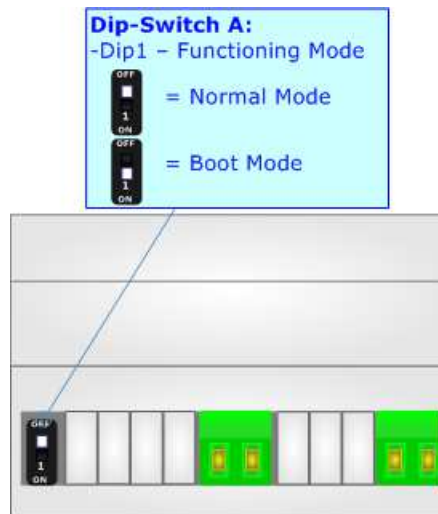 Dip-Switch A:
-Dip1 – Functioning Mode
OFF
= Normal Mode
1
ON
OFF
= Boot Mode
1
ON
OFF
1
ON